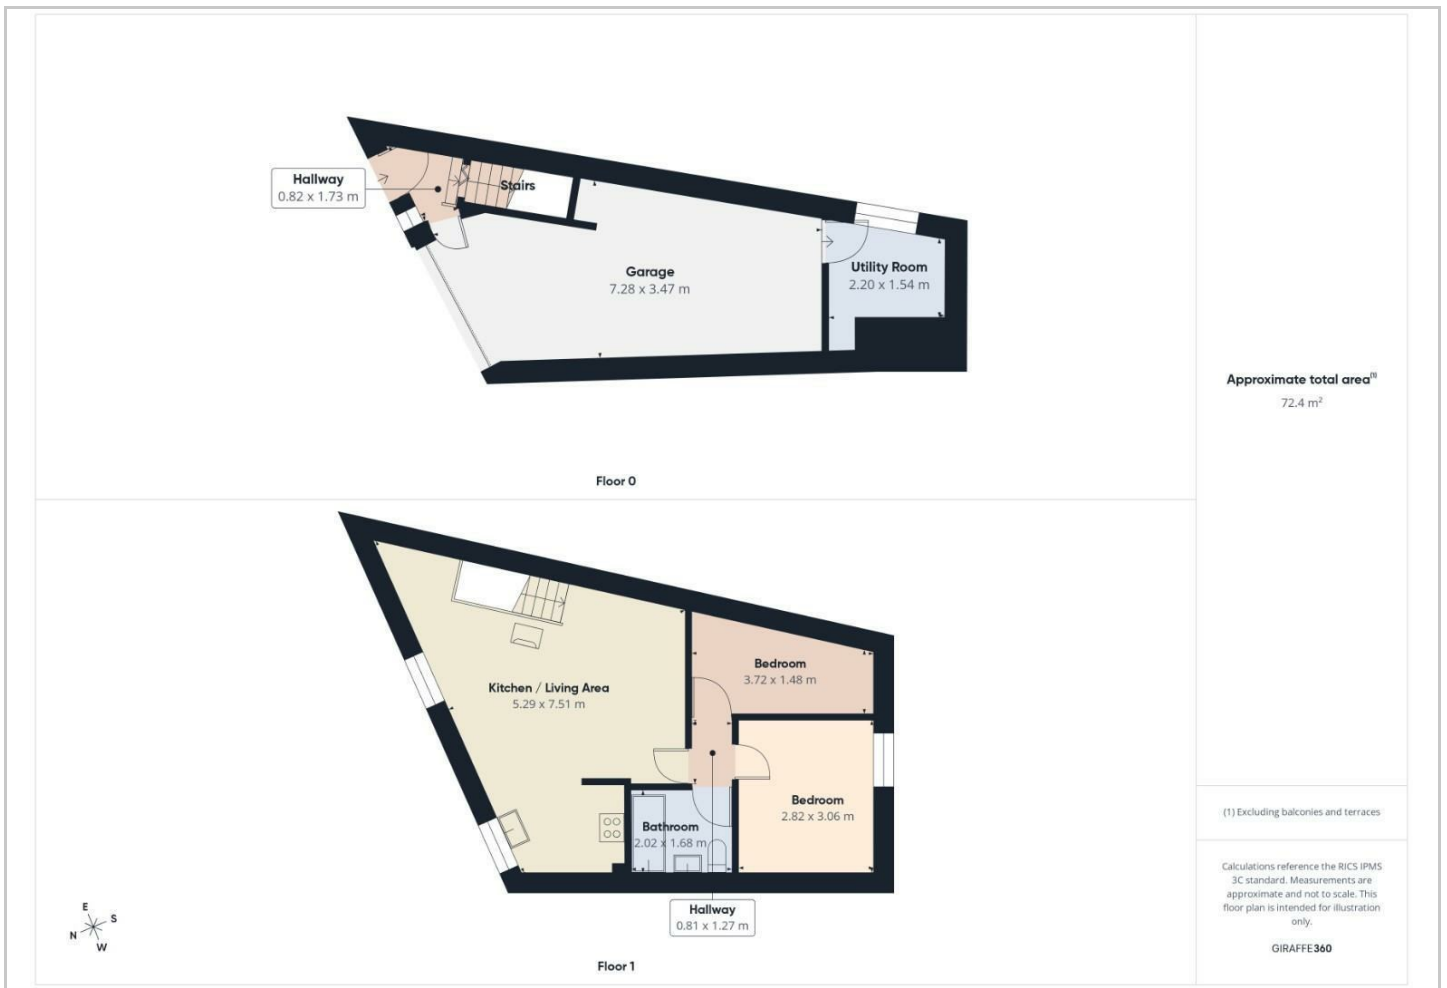 Hallway
0.82 x 1.73 m
Stairs
Garage
7.28 x 3.47 m
Utility Room
2.20 x 1.54 m
Floor 0
Approximate total area⁽¹⁾
72.4 m²
Kitchen / Living Area
5.29 x 7.51 m
Bedroom
3.72 x 1.48 m
Bedroom
2.82 x 3.06 m
Bathroom
2.02 x 1.68 m
Hallway
0.81 x 1.27 m
E
S
N
W
Floor 1
(1) Excluding balconies and terraces
Calculations reference the RICS IPMS
3C standard. Measurements are
approximate and not to scale. This
floor plan is intended for illustration
only.
GIRAFFE360